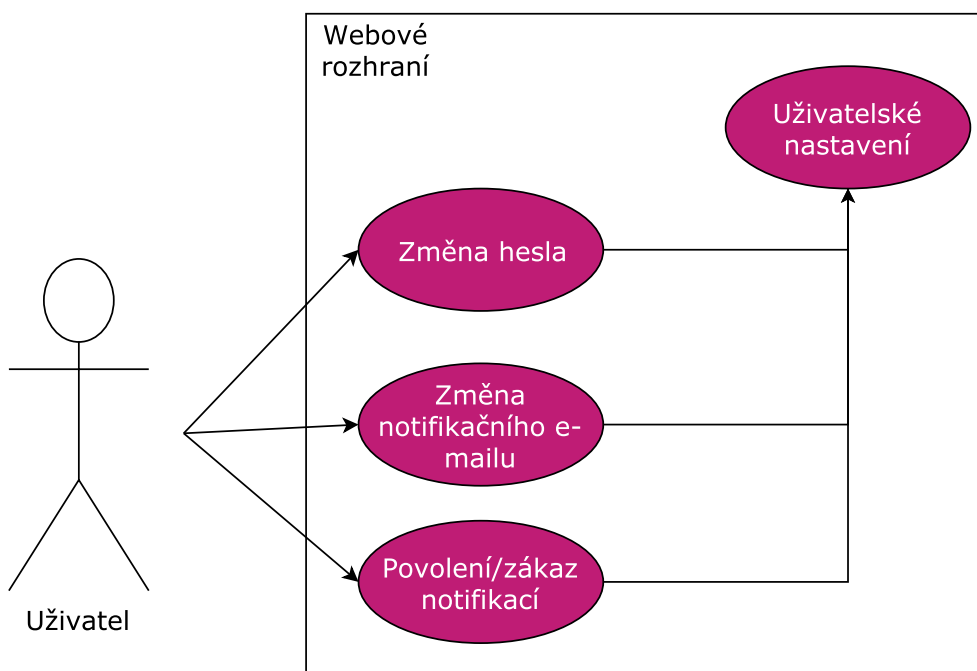 Webové
rozhraní
Uživatelské
nastavení
Změna hesla
Změna
notifikačního e-
mailu
Povolení/zákaz
notifikací
Uživatel